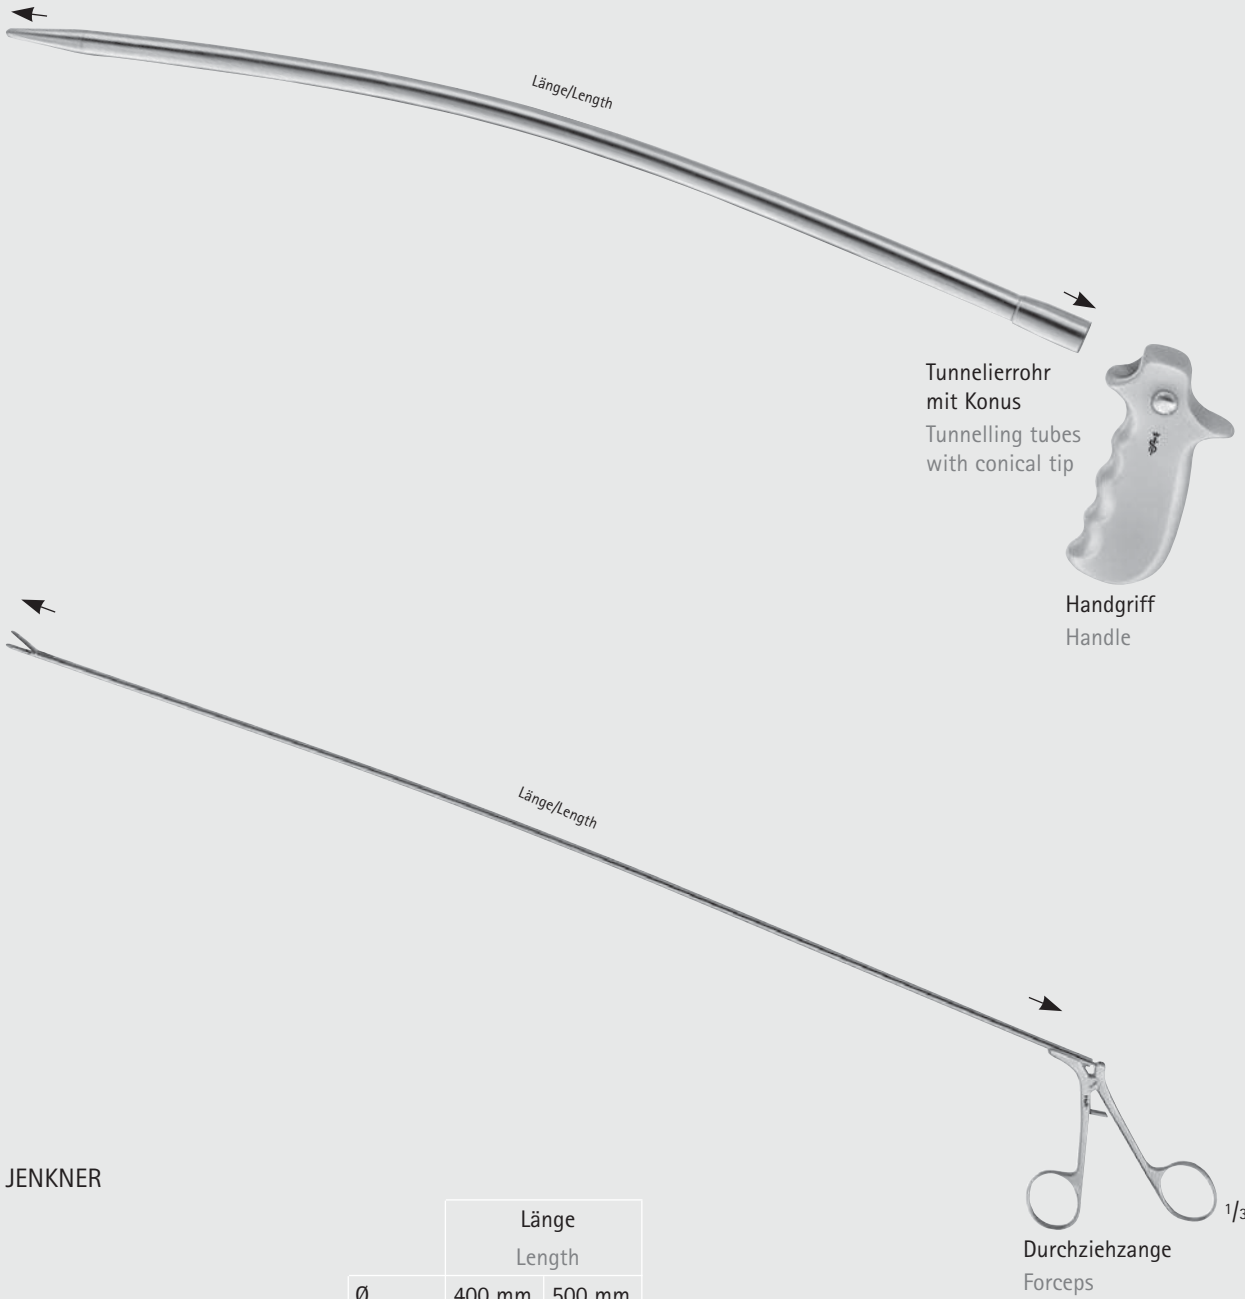 Länge/Length
Tunnelierrohr
mit Konus
Tunnelling tubes
with conical tip
Handgriff
Handle
Länge/Length
JENKNER
1/3
Durchziehzange
Forceps
Länge
Length
Ø 400 mm 500 mm